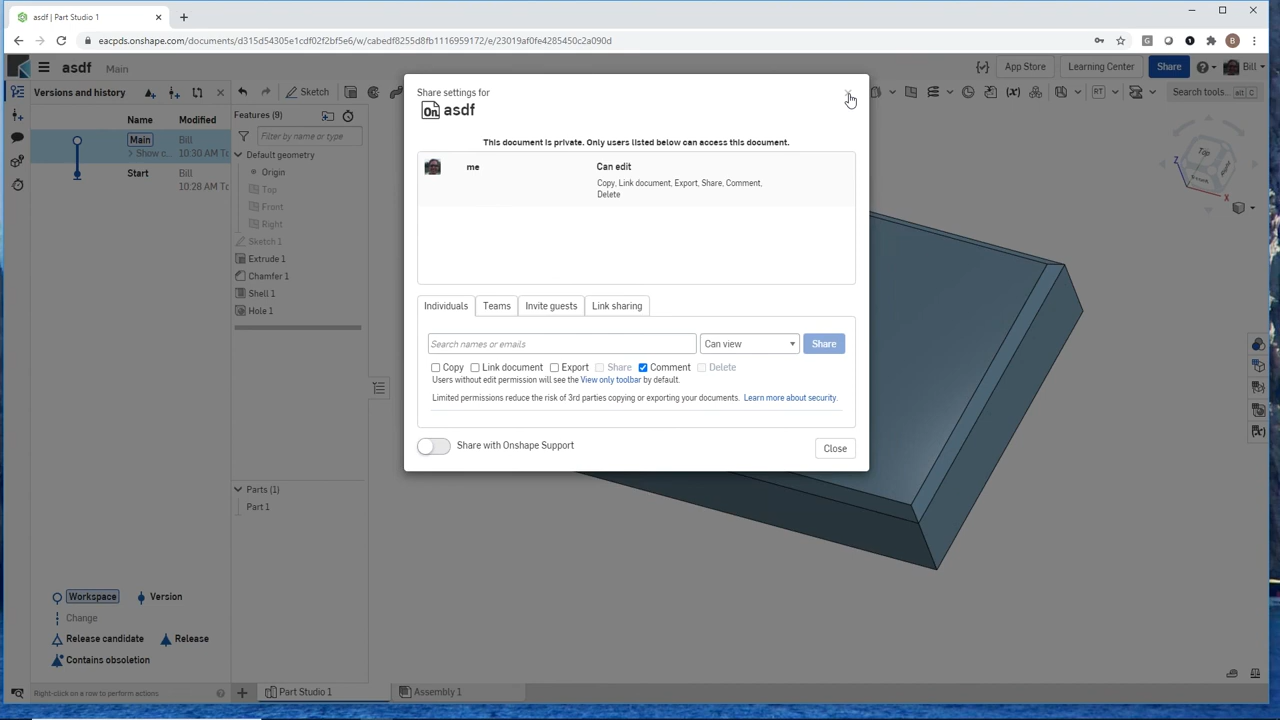 asdf | Part Studio 1
eacpds.onshape.com/documents/d315d54305e1cdf02f2bf5e6/w/cabedf8255d8fb1116959172/e/23019af0fe4285450c2a090d
B
asdf Main
App Store
Learning Center
Share
Bill
Versions and history
Sketch
(x)
RT
Search tools...
alt C
Name Modified
Main Bill
Show c... 10:30 AM
Start Bill
10:28 AM
Features (9)
Filter by name or type
Default geometry
Origin
Top
Front
Right
Sketch 1
Extrude 1
Chamfer 1
Shell 1
Hole 1
Parts (1)
Part 1
Share settings for
asdf
This document is private. Only users listed below can access this document.
me Can edit
Copy, Link document, Export, Share, Comment,
Delete
Individuals Teams Invite guests Link sharing
Search names or emails Can view Share
Copy Link document Export Share Comment Delete
Users without edit permission will see the View only toolbar by default.
Limited permissions reduce the risk of 3rd parties copying or exporting your documents. Learn more about security.
Share with Onshape Support Close
Top
Front
Right
Z
X
Workspace Version
Change
Release candidate Release
Contains obsoletion
Right-click on a row to perform actions
Part Studio 1
Assembly 1